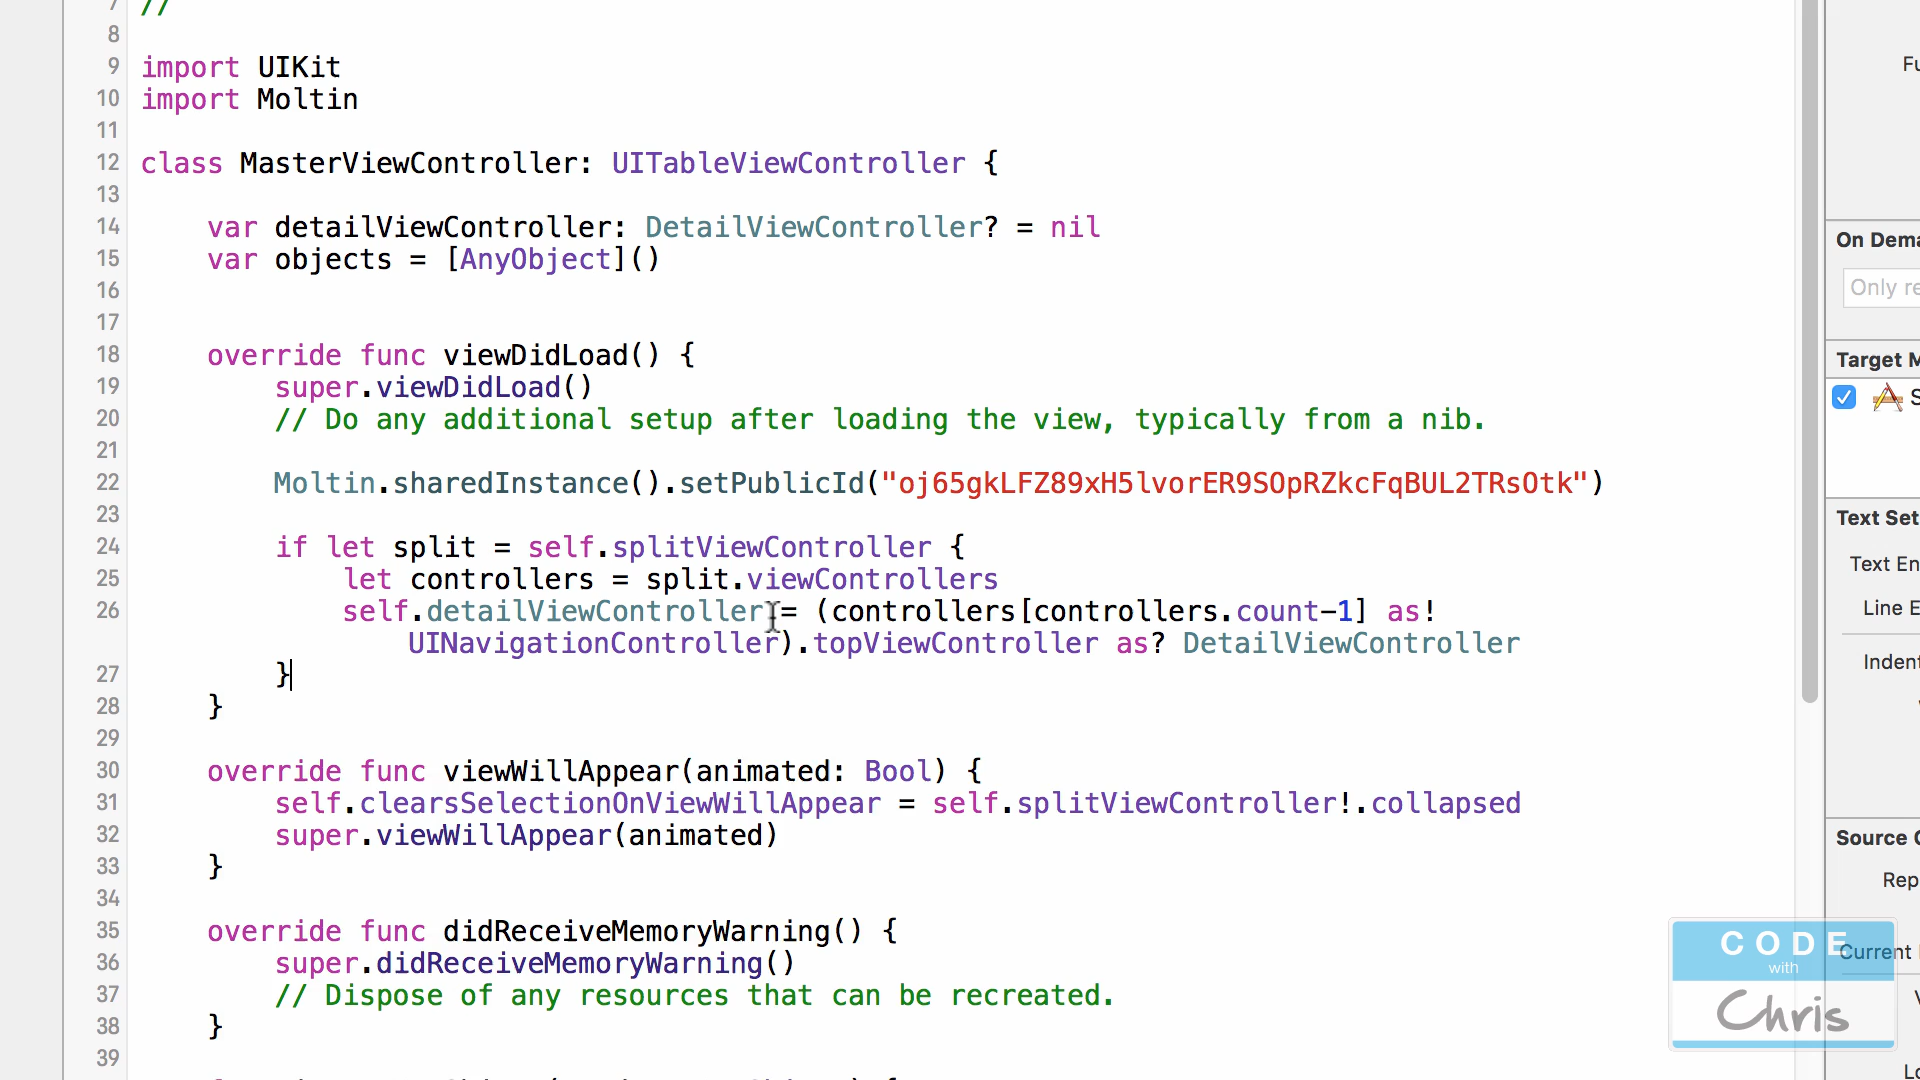 7 //
8
9 import UIKit
10 import Moltin
11
12 class MasterViewController: UITableViewController {
13
14 var detailViewController: DetailViewController? = nil
15 var objects = [AnyObject]()
16
17
18 override func viewDidLoad() {
19 super.viewDidLoad()
20 // Do any additional setup after loading the view, typically from a nib.
21
22 Moltin.sharedInstance().setPublicId("oj65gkLFZ89xH5lvorER9SOpRZkcFqBUL2TRsOtk")
23
24 if let split = self.splitViewController {
25 let controllers = split.viewControllers
26 self.detailViewController = (controllers[controllers.count-1] as!
UINavigationController).topViewController as? DetailViewController
27 }
28 }
29
30 override func viewWillAppear(animated: Bool) {
31 self.clearsSelectionOnViewWillAppear = self.splitViewController!.collapsed
32 super.viewWillAppear(animated)
33 }
34
35 override func didReceiveMemoryWarning() {
36 super.didReceiveMemoryWarning()
37 // Dispose of any resources that can be recreated.
38 }
39
Fu
On Dema
Only re
Target M
S
Text Set
Text En
Line E
Indent
Source C
Rep
Current
CODE
with
Chris